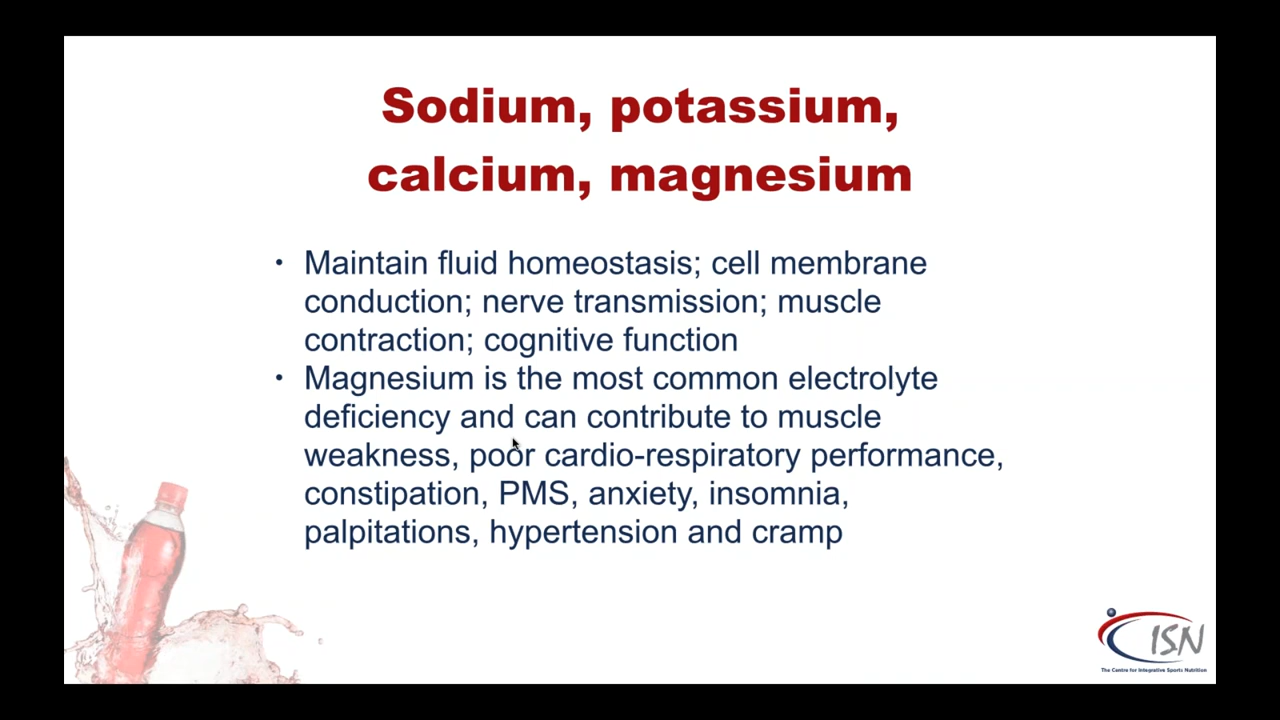 Sodium, potassium,
calcium, magnesium
• Maintain fluid homeostasis; cell membrane
conduction; nerve transmission; muscle
contraction; cognitive function
• Magnesium is the most common electrolyte
deficiency and can contribute to muscle
weakness, poor cardio-respiratory performance,
constipation, PMS, anxiety, insomnia,
palpitations, hypertension and cramp
CISN
The Centre for Integrative Sports Nutrition